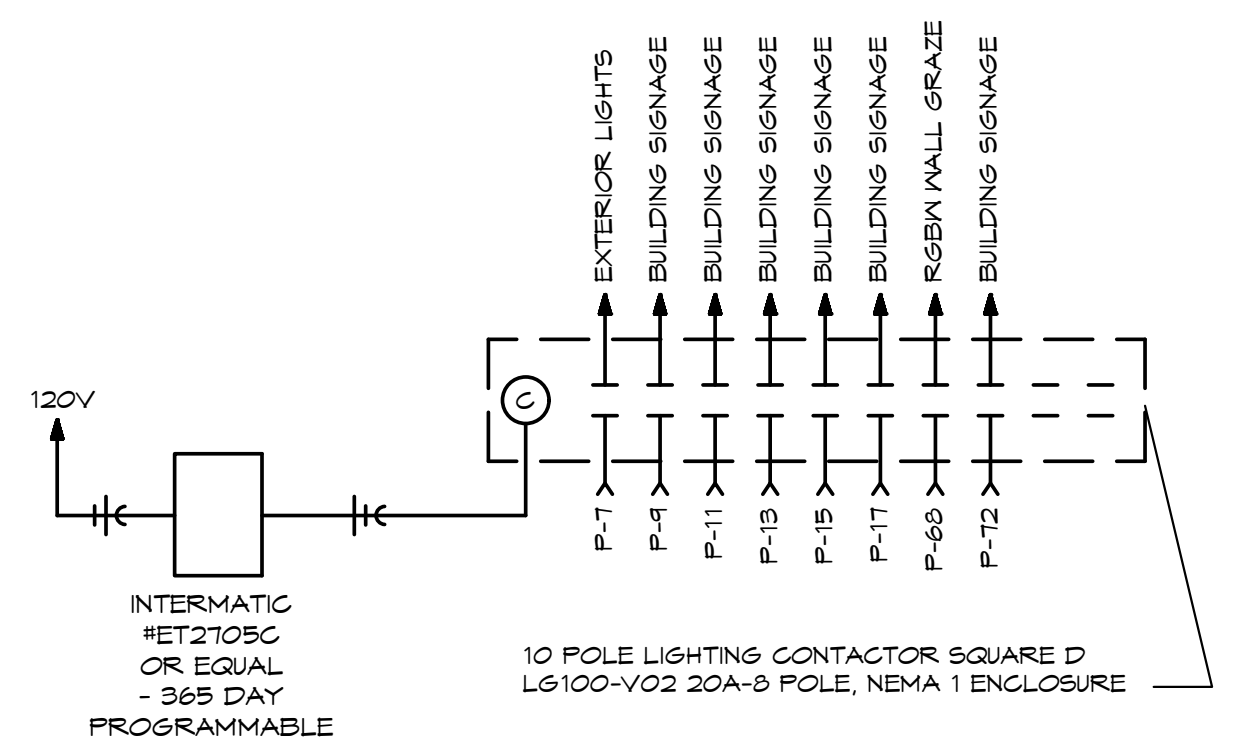 EXTERIOR LIGHTS
BUILDING SIGNAGE
BUILDING SIGNAGE
BUILDING SIGNAGE
BUILDING SIGNAGE
BUILDING SIGNAGE
RGBW WALL GRAZE
BUILDING SIGNAGE
120V
C
P-7
P-9
P-11
P-13
P-15
P-17
P-68
P-72
INTERMATIC
#ET2705C
OR EQUAL
- 365 DAY
PROGRAMMABLE
10 POLE LIGHTING CONTACTOR SQUARE D
LG100-V02 20A-8 POLE, NEMA 1 ENCLOSURE